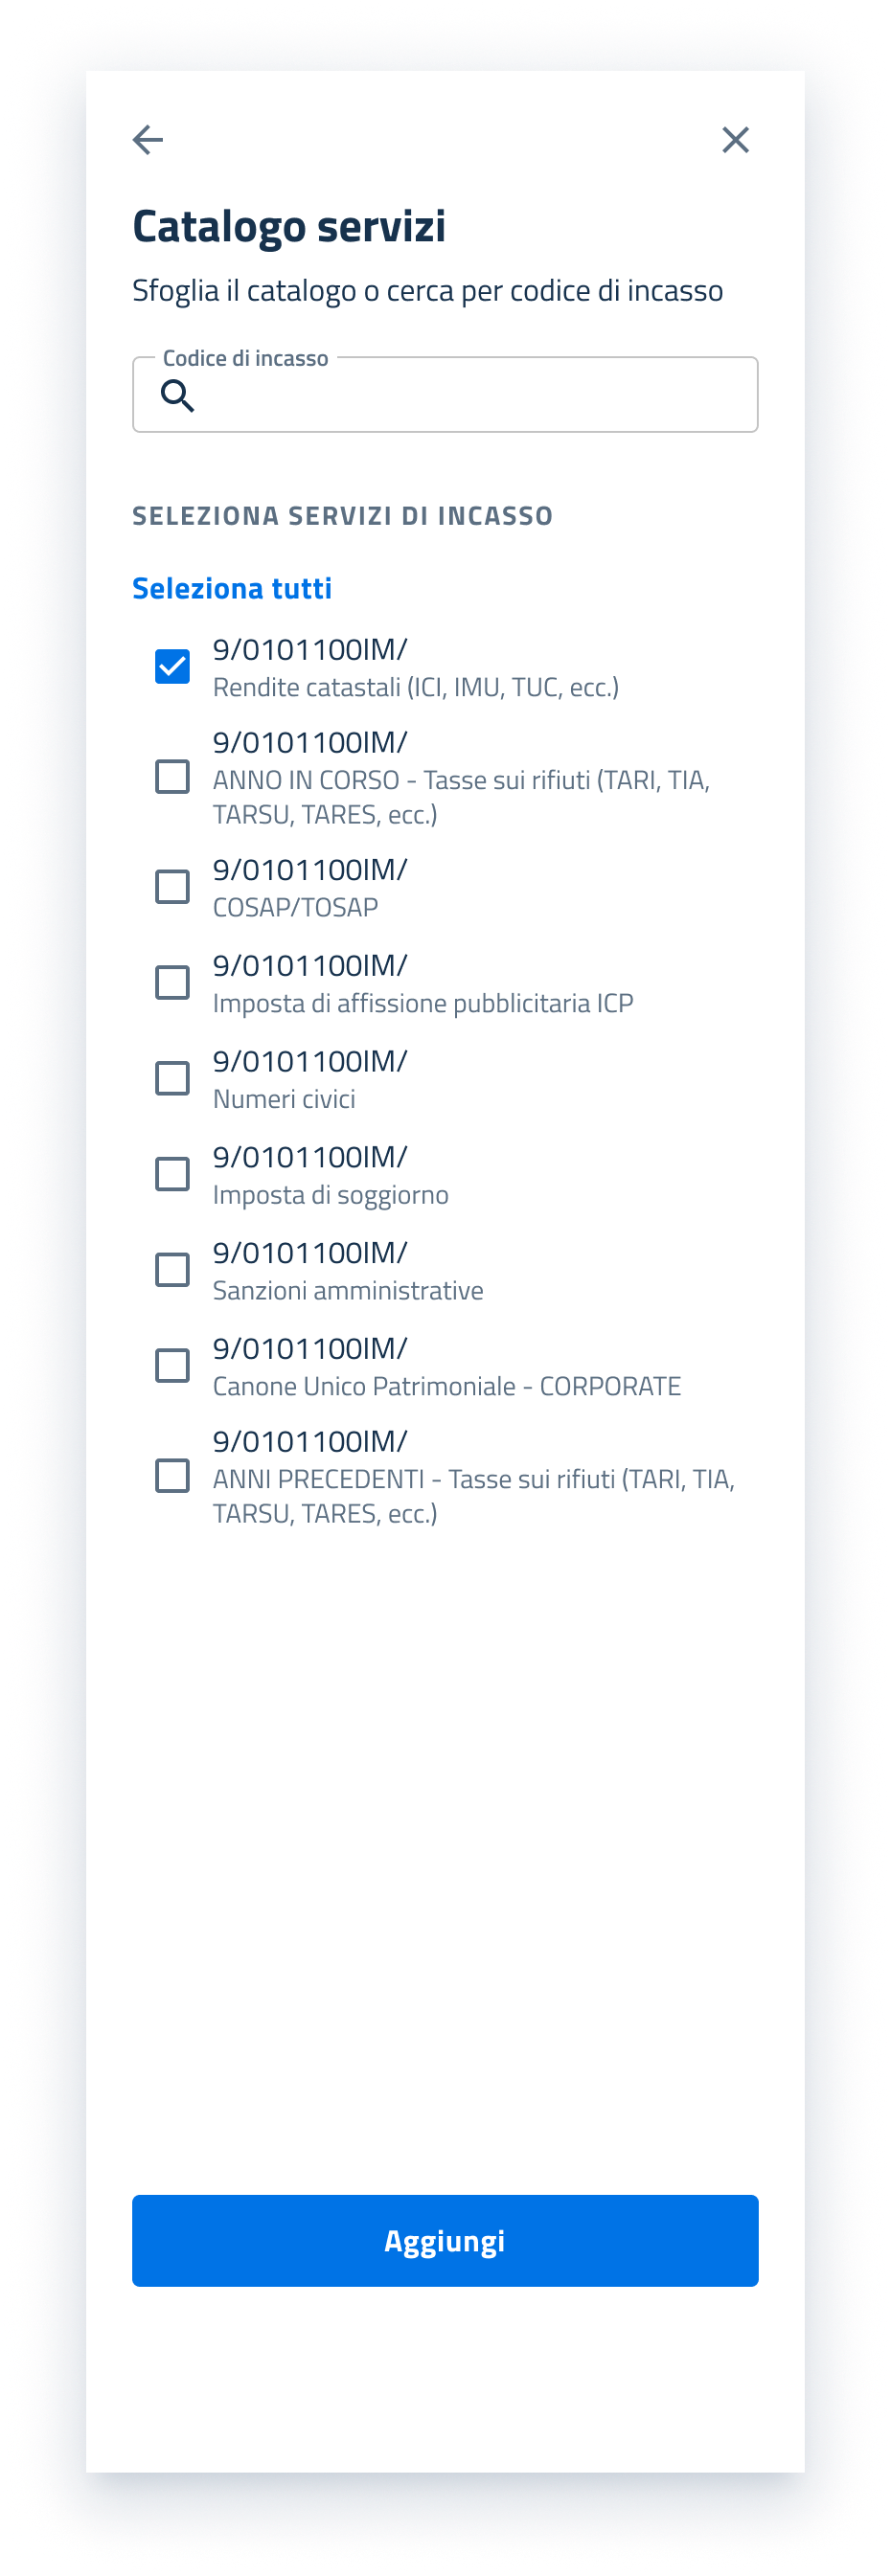 Catalogo servizi
Sfoglia il catalogo o cerca per codice di incasso
Codice di incasso
SELEZIONA SERVIZI DI INCASSO
Seleziona tutti
9/0101100IM/
Rendite catastali (ICI, IMU, TUC, ecc.)
9/0101100IM/
ANNO IN CORSO - Tasse sui rifiuti (TARI, TIA,
TARSU, TARES, ecc.)
9/0101100IM/
COSAP/TOSAP
9/0101100IM/
Imposta di affissione pubblicitaria ICP
9/0101100IM/
Numeri civici
9/0101100IM/
Imposta di soggiorno
9/0101100IM/
Sanzioni amministrative
9/0101100IM/
Canone Unico Patrimoniale - CORPORATE
9/0101100IM/
ANNI PRECEDENTI - Tasse sui rifiuti (TARI, TIA,
TARSU, TARES, ecc.)
Aggiungi